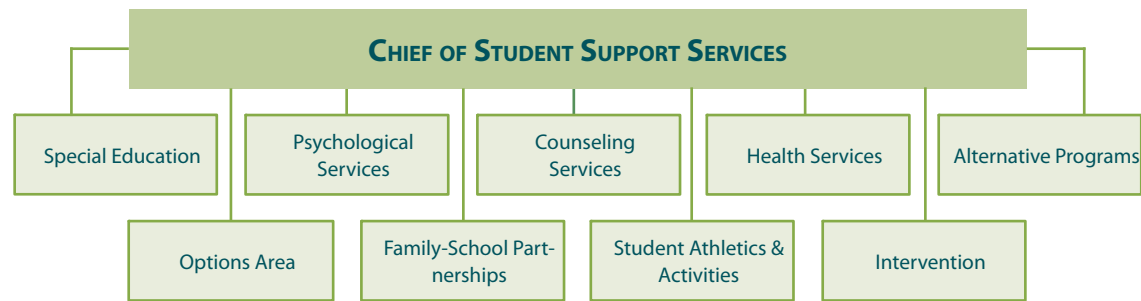 CHIEF OF STUDENT SUPPORT SERVICES
Special Education
Psychological
Services
Counseling
Services
Health Services
Alternative Programs
Options Area
Family-School Part-
nerships
Student Athletics &
Activities
Intervention